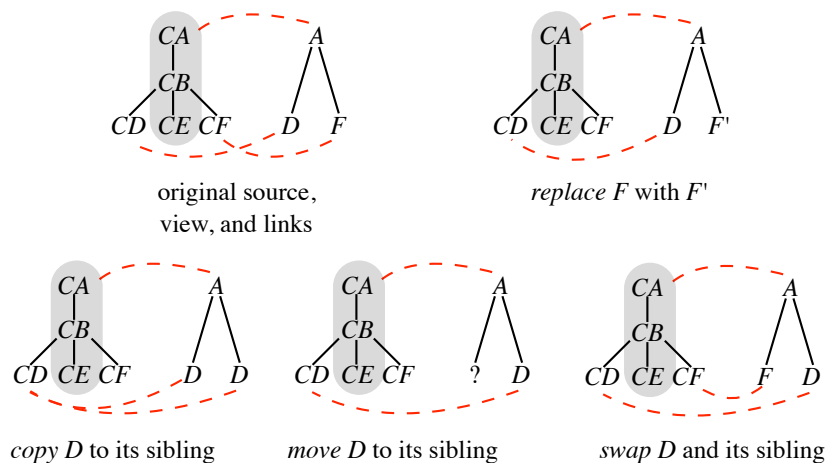 CA A CA A
CB CB
CD CE CF D F CD CE CF D F'
original source,
view, and links
replace F with F'
CA A CA A CA A
CB CB CB
CD CE CF D D CD CE CF ? D CD CE CF F D
copy D to its sibling move D to its sibling swap D and its sibling